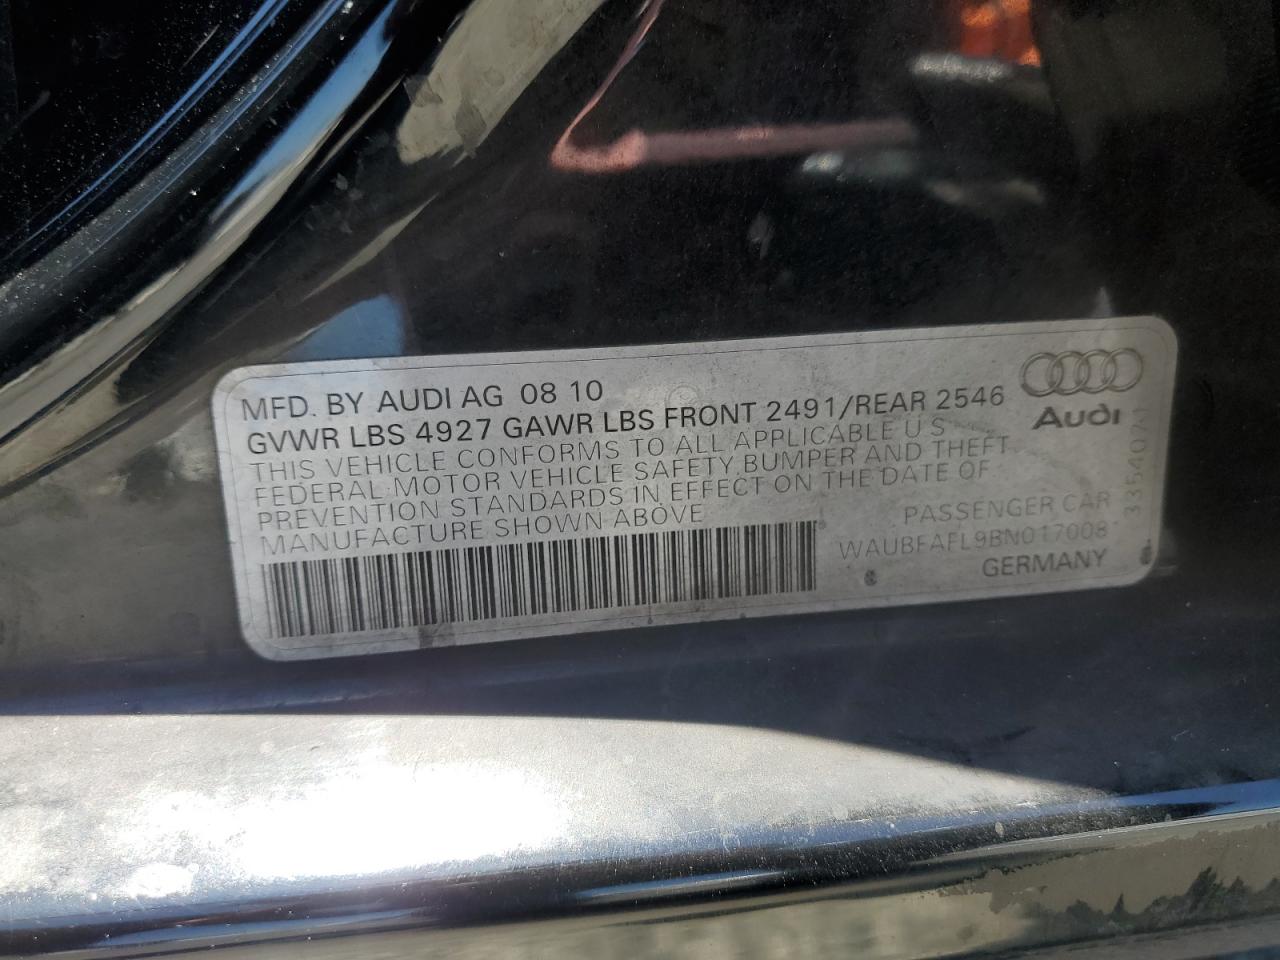 MFD. BY AUDI AG 08 10
GVWR LBS 4927 GAWR LBS FRONT 2491/REAR 2546
THIS VEHICLE CONFORMS TO ALL APPLICABLE U S
FEDERAL MOTOR VEHICLE SAFETY, BUMPER AND THEFT
PREVENTION STANDARDS IN EFFECT ON THE DATE OF
MANUFACTURE SHOWN ABOVE
Audi
PASSENGER CAR
WAUBFAFL9BN017008
GERMANY
3354071